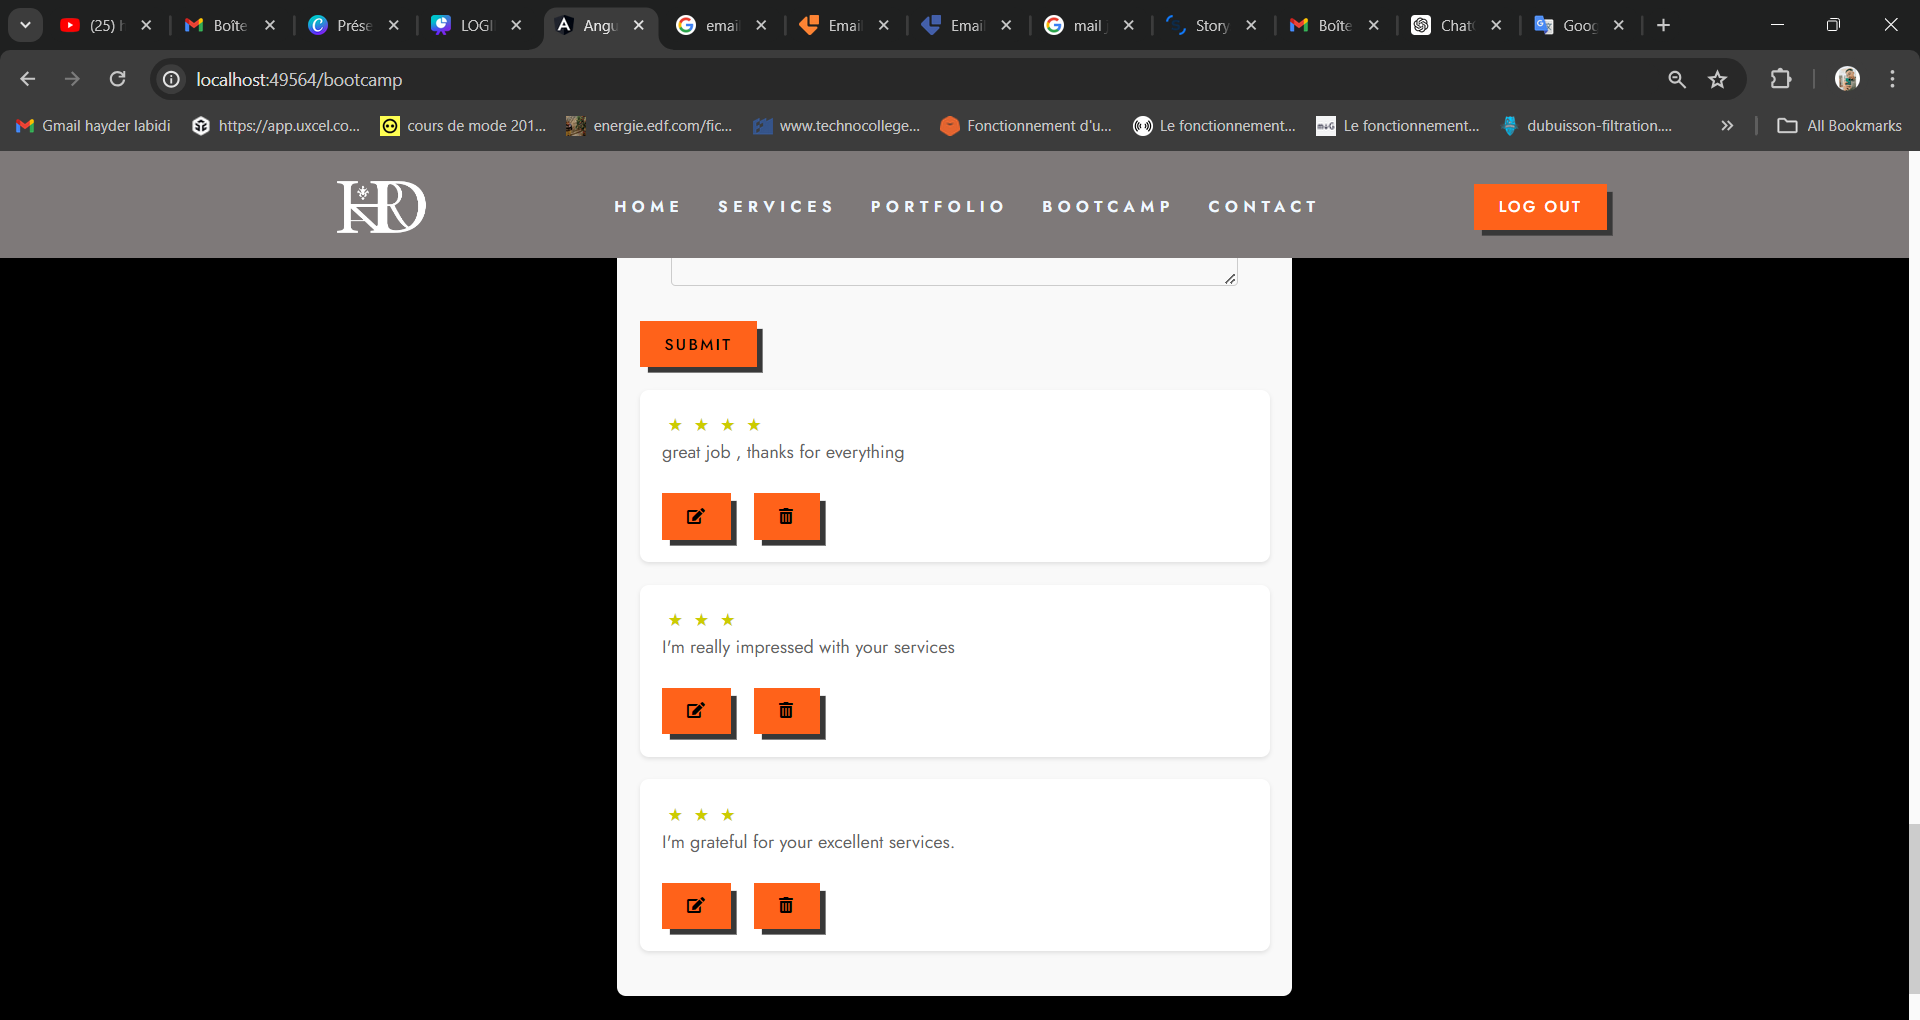 (25) h
Boîte
Prése
LOGI
Angu
emai
Email
Email
mail j
Story
Boîte
Chat
Goog
localhost:49564/bootcamp
Gmail hayder labidi
https://app.uxcel.co...
cours de mode 201...
energie.edf.com/fic...
www.technocollege...
Fonctionnement d'u...
Le fonctionnement...
Le fonctionnement...
dubuisson-filtration....
All Bookmarks
HRD
HOME
SERVICES
PORTFOLIO
BOOTCAMP
CONTACT
LOG OUT
SUBMIT
great job , thanks for everything
I'm really impressed with your services
I'm grateful for your excellent services.